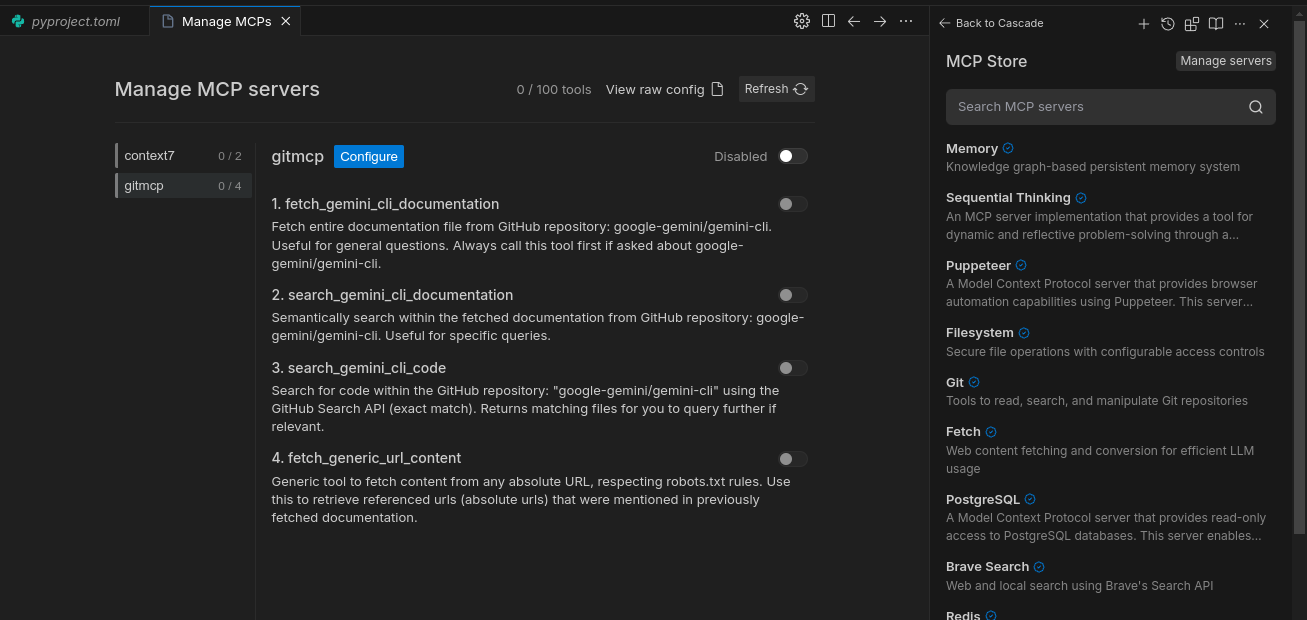 pyproject.toml
Manage MCPs
Back to Cascade
MCP Store
Manage servers
Manage MCP servers
0 / 100 tools
View raw config
Refresh
Search MCP servers
context7
0 / 2
gitmcp
0 / 4
gitmcp
Configure
Disabled
1. fetch_gemini_cli_documentation
Fetch entire documentation file from GitHub repository: google-gemini/gemini-cli.
Useful for general questions. Always call this tool first if asked about google-
gemini/gemini-cli.
2. search_gemini_cli_documentation
Semantically search within the fetched documentation from GitHub repository: google-
gemini/gemini-cli. Useful for specific queries.
3. search_gemini_cli_code
Search for code within the GitHub repository: "google-gemini/gemini-cli" using the
GitHub Search API (exact match). Returns matching files for you to query further if
relevant.
4. fetch_generic_url_content
Generic tool to fetch content from any absolute URL, respecting robots.txt rules. Use
this to retrieve referenced urls (absolute urls) that were mentioned in previously
fetched documentation.
Memory
Knowledge graph-based persistent memory system
Sequential Thinking
An MCP server implementation that provides a tool for
dynamic and reflective problem-solving through a...
Puppeteer
A Model Context Protocol server that provides browser
automation capabilities using Puppeteer. This server...
Filesystem
Secure file operations with configurable access controls
Git
Tools to read, search, and manipulate Git repositories
Fetch
Web content fetching and conversion for efficient LLM
usage
PostgreSQL
A Model Context Protocol server that provides read-only
access to PostgreSQL databases. This server enables...
Brave Search
Web and local search using Brave's Search API
Redis